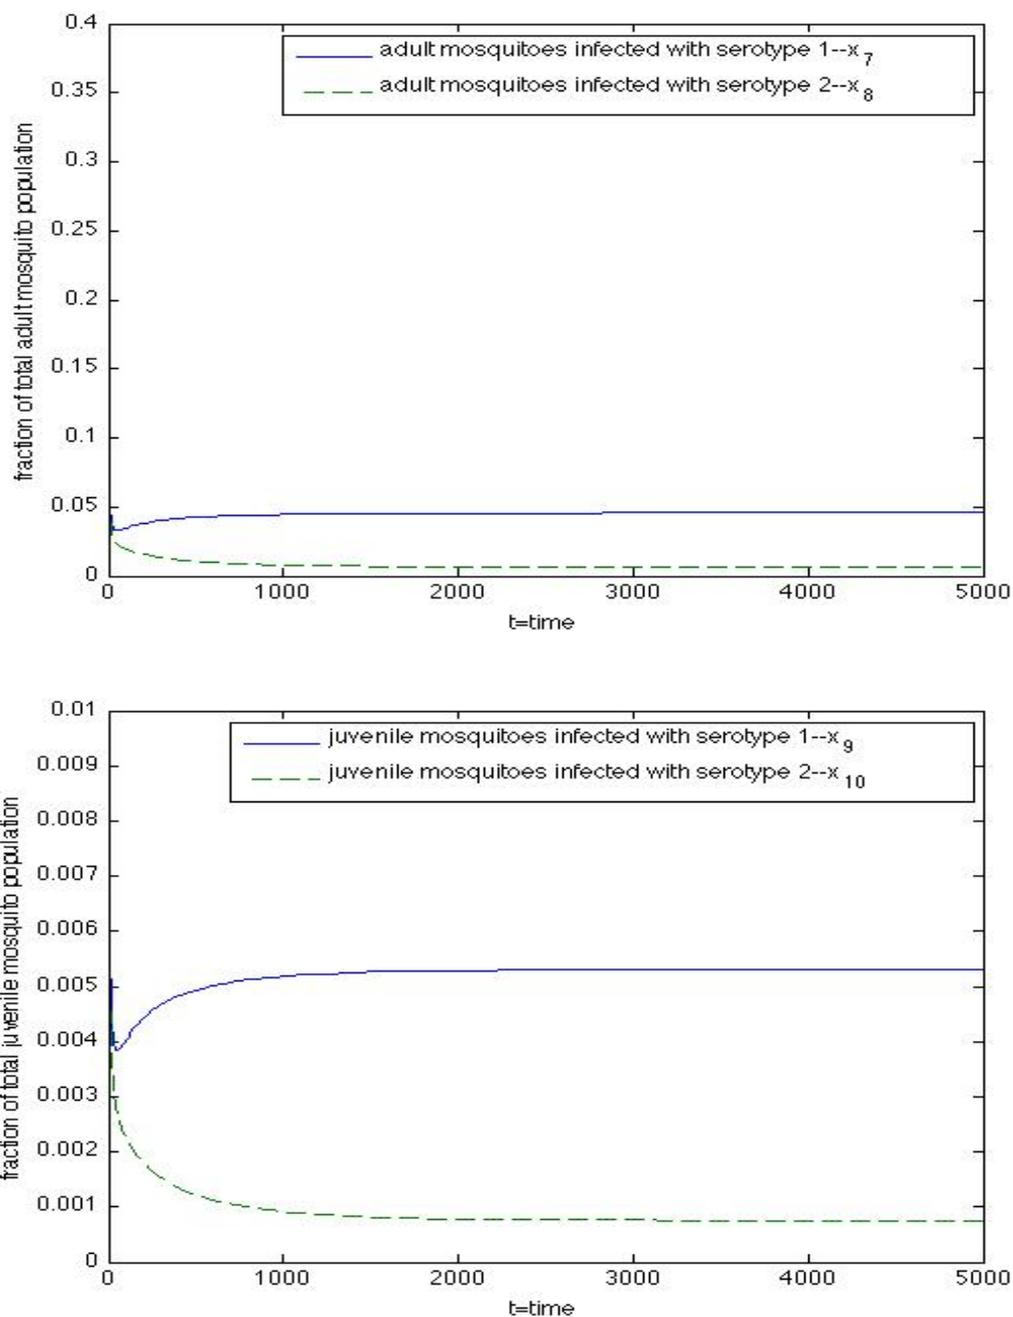 0.4
adult mosquitoes infected with serotype 1--x7
adult mosquitoes infected with serotype 2--x8
0.35
0.3
0.25
0.2
0.15
0.1
0.05
0
fraction of total adult mosquito population
0 1000 2000 3000 4000 5000
t=time
0.01
juvenile mosquitoes infected with serotype 1--x9
juvenile mosquitoes infected with serotype 2--x10
0.009
0.008
0.007
0.006
0.005
0.004
0.003
0.002
0.001
0
fraction of total juvenile mosquito population
0 1000 2000 3000 4000 5000
t=time